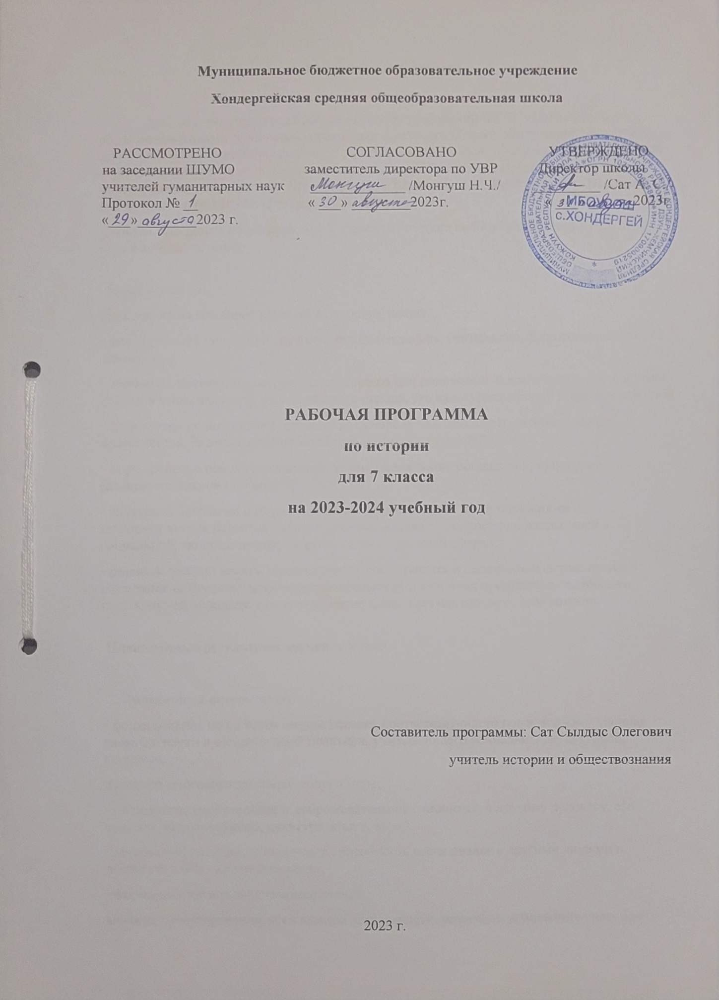 Муниципальное бюджетное образовательное учреждение
Хондергейская средняя общеобразовательная школа
РАССМОТРЕНО
на заседании ШУМО
учителей гуманитарных наук
Протокол № 1
«29» августа 2023 г.
СОГЛАСОВАНО
заместитель директора по УВР
Монгуш /Монгуш Н.Ч./
«30» августа 2023г.
УТВЕРЖДЕНО
Директор школы
/Сат А. С
« 31 » августа 2023г
МБОУ
с.ХОНДЕРГЕЙ
РАБОЧАЯ ПРОГРАММА
по истории
для 7 класса
на 2023-2024 учебный год
Составитель программы: Сат Сылдыс Олегович
учитель истории и обществознания
2023 г.